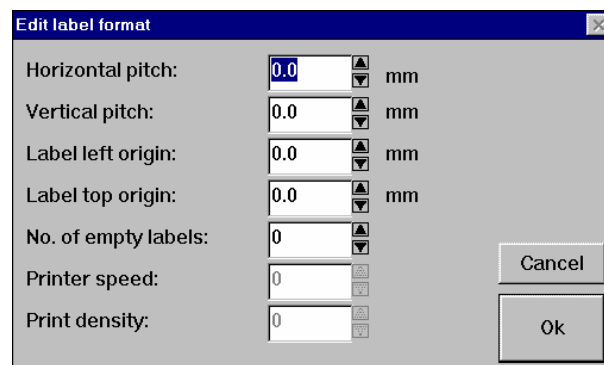 Edit label format
Horizontal pitch: 0.0 mm
Vertical pitch: 0.0 mm
Label left origin: 0.0 mm
Label top origin: 0.0 mm
No. of empty labels: 0
Printer speed: 0
Print density: 0
Cancel
Ok